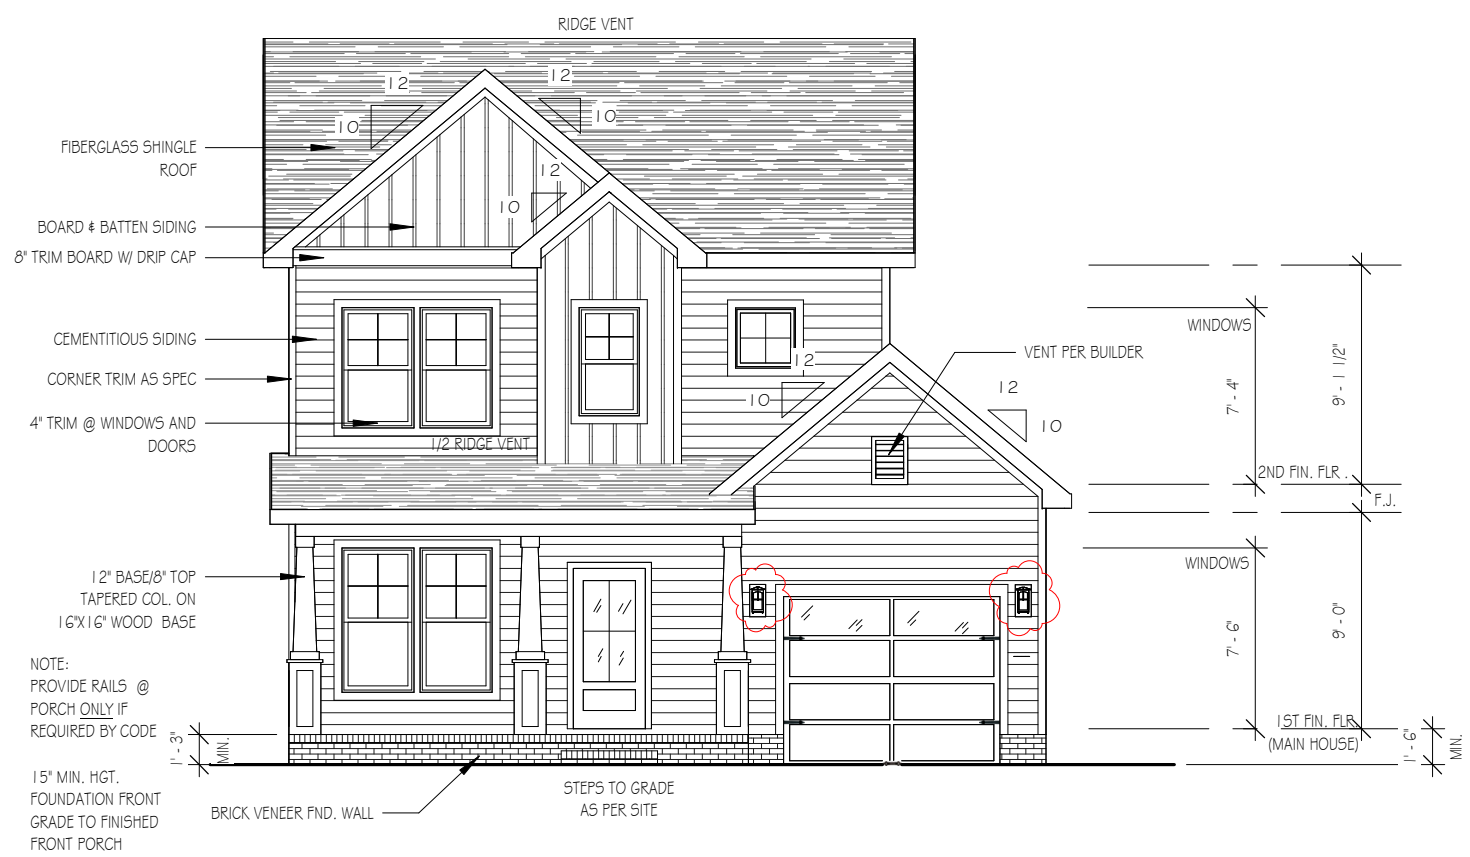 RIDGE VENT
12
12
10
10
FIBERGLASS SHINGLE
ROOF
12
10
BOARD & BATTEN SIDING
8" TRIM BOARD W/ DRIP CAP
CEMENTITIOUS SIDING
CORNER TRIM AS SPEC
4" TRIM @ WINDOWS AND
DOORS
1/2 RIDGE VENT
12
10
VENT PER BUILDER
12
10
WINDOWS
7' - 4"
9' - 1 1/2"
2ND FIN. FLR.
F.J.
WINDOWS
7' - 6"
9' - 0"
12" BASE/8" TOP
TAPERED COL. ON
16"X16" WOOD BASE
NOTE:
PROVIDE RAILS @
PORCH ONLY IF
REQUIRED BY CODE
1' - 3"
MIN.
1ST FIN. FLR.
(MAIN HOUSE)
1' - 6"
MIN.
15" MIN. HGT.
FOUNDATION FRONT
GRADE TO FINISHED
FRONT PORCH
BRICK VENEER FND. WALL
STEPS TO GRADE
AS PER SITE